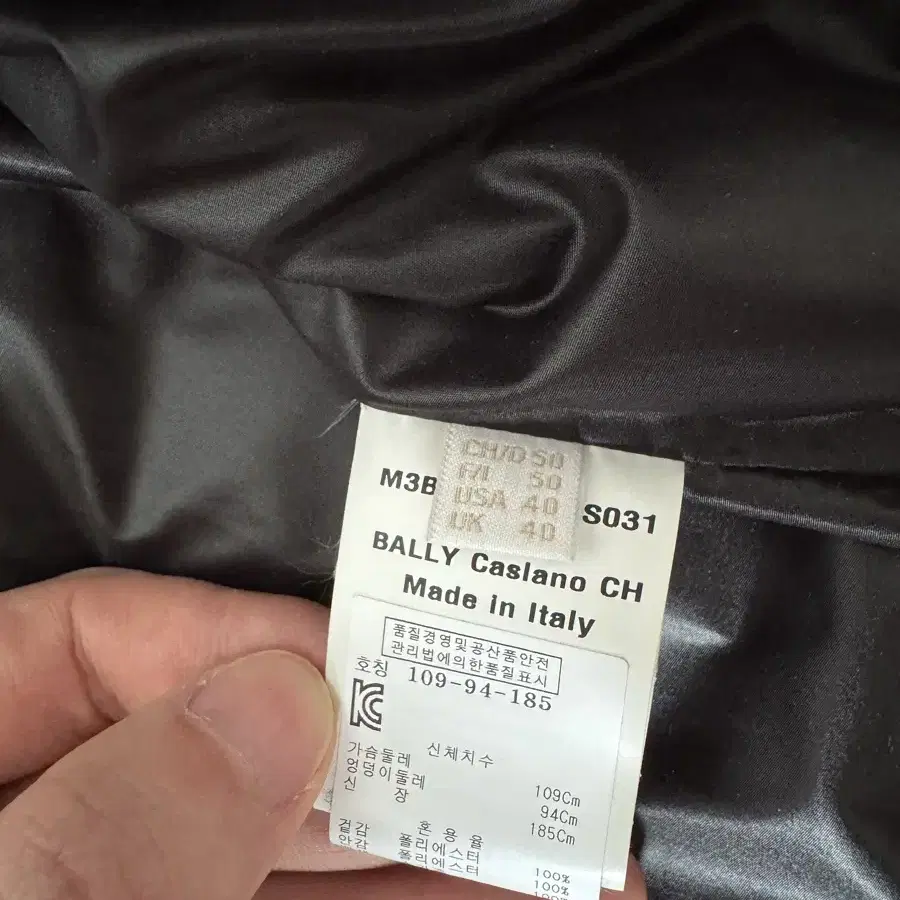 CH/D 50
F/I 50
USA 40
UK 40
M3B S031
BALLY Caslano CH
Made in Italy
품질경영및공산품안전
관리법에의한품질표시
호칭 109-94-185
신체치수
가슴둘레 109Cm
엉덩이둘레 94Cm
신 장 185Cm
혼 용 율
겉감 폴리에스터 100%
안감 폴리에스터 100%
100%